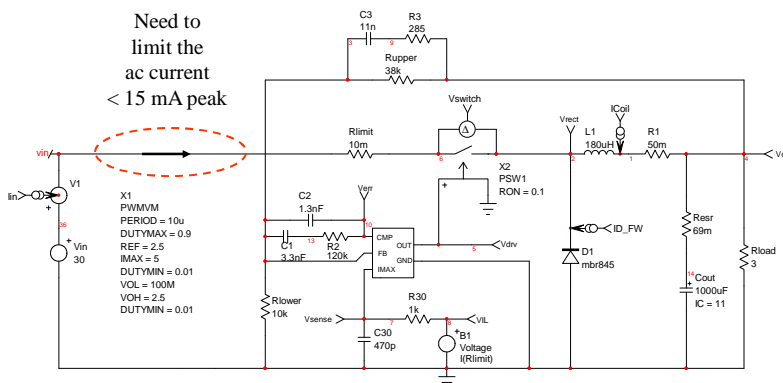 Need to
limit the
ac current
< 15 mA peak
C3
11n
R3
285
3
9
Rupper
38k
Vswitch
Δ
Vrect
ICoil
L1
180uH
R1
50m
vin
Rlimit
10m
6
X2
PSW1
RON = 0.1
2
1
4
Iin
V1
+
36
+
Vin
30
X1
PWMVM
PERIOD = 10u
DUTYMAX = 0.9
REF = 2.5
IMAX = 5
DUTYMIN = 0.01
VOL = 100M
VOH = 2.5
DUTYMIN = 0.01
C2
1.3nF
Verr
10
C1
3.3nF
13
R2
120k
CMP
FB
IMAX
OUT
GND
+
5
Vdrv
Rlower
10k
Vsense
7
R30
1k
8
VIL
C30
470p
+
B1
Voltage
I(Rlimit)
ID_FW
D1
mbr845
Resr
69m
14
+
Cout
1000uF
IC = 11
Rload
3